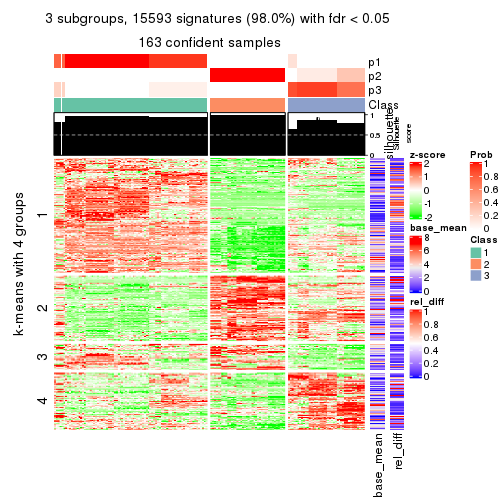 3 subgroups, 15593 signatures (98.0%) with fdr < 0.05
163 confident samples
p1
p2
p3
Class
1
0.5
0
silhouette
Silhouette
score
k-means with 4 groups
1
2
3
4
base_mean
rel_diff
z-score
2
1
0
-1
-2
base_mean
8
6
4
2
0
rel_diff
1
0.8
0.6
0.4
0.2
0
Prob
1
0.8
0.6
0.4
0.2
0
Class
1
2
3